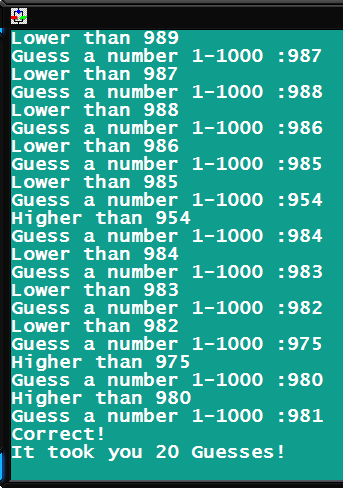 Lower than 989
Guess a number 1-1000 :987
Lower than 987
Guess a number 1-1000 :988
Lower than 988
Guess a number 1-1000 :986
Lower than 986
Guess a number 1-1000 :985
Lower than 985
Guess a number 1-1000 :954
Higher than 954
Guess a number 1-1000 :984
Lower than 984
Guess a number 1-1000 :983
Lower than 983
Guess a number 1-1000 :982
Lower than 982
Guess a number 1-1000 :975
Higher than 975
Guess a number 1-1000 :980
Higher than 980
Guess a number 1-1000 :981
Correct!
It took you 20 Guesses!